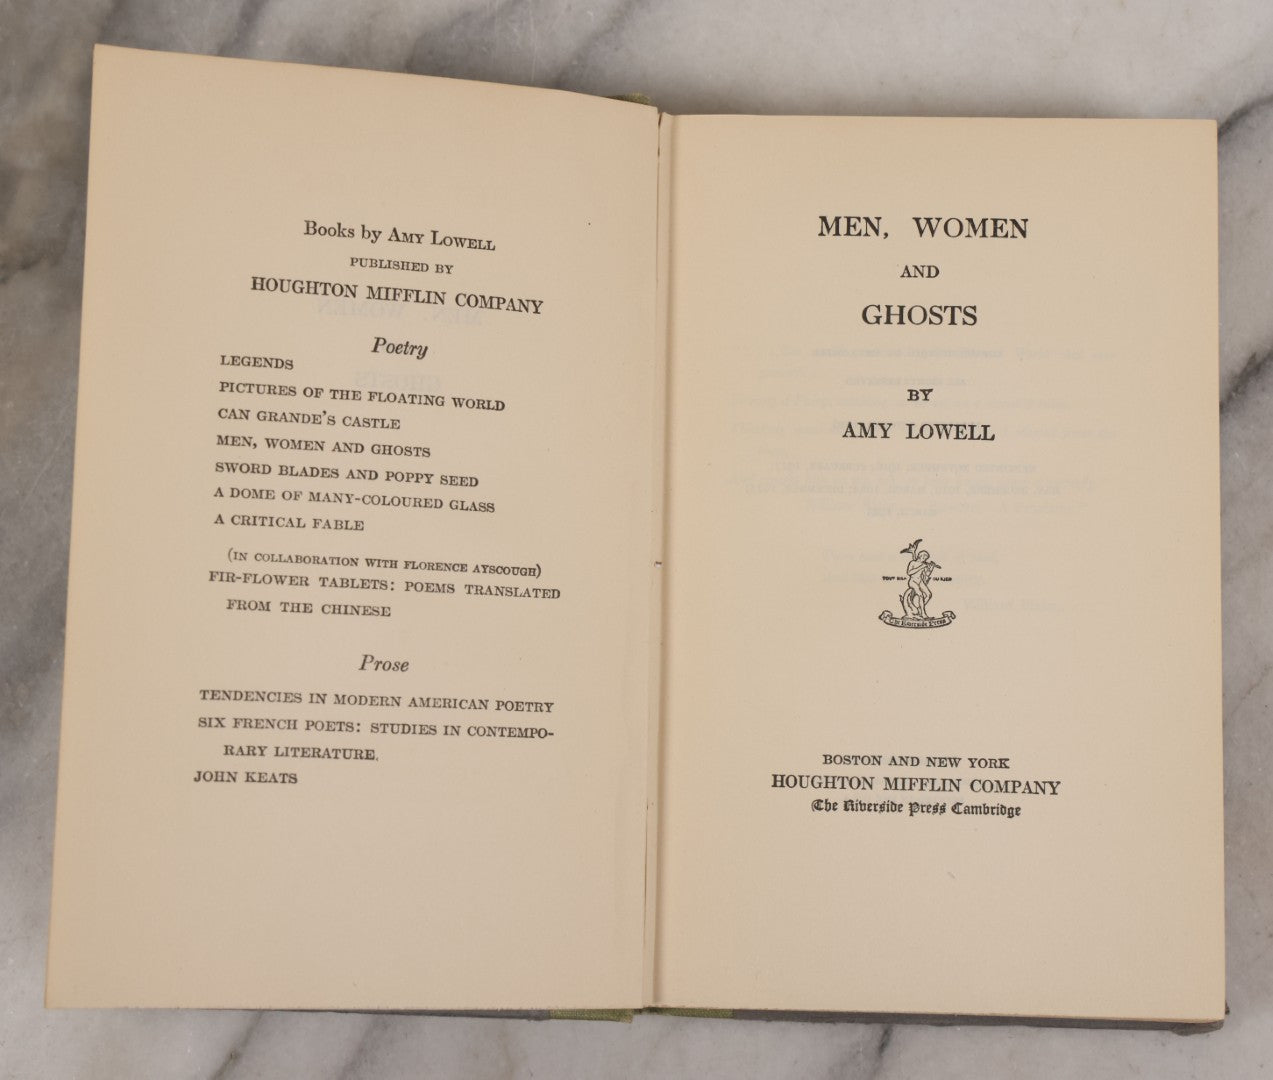 Books by AMY LOWELL
PUBLISHED BY
HOUGHTON MIFFLIN COMPANY
Poetry
LEGENDS
PICTURES OF THE FLOATING WORLD
CAN GRANDE'S CASTLE
MEN, WOMEN AND GHOSTS
SWORD BLADES AND POPPY SEED
A DOME OF MANY-COLOURED GLASS
A CRITICAL FABLE
(IN COLLABORATION WITH FLORENCE AYSCOUGH)
FIR-FLOWER TABLETS: POEMS TRANSLATED
FROM THE CHINESE
Prose
TENDENCIES IN MODERN AMERICAN POETRY
SIX FRENCH POETS: STUDIES IN CONTEMPO-
RARY LITERATURE.
JOHN KEATS
MEN, WOMEN
AND
GHOSTS
BY
AMY LOWELL
The Riverside Press
BOSTON AND NEW YORK
HOUGHTON MIFFLIN COMPANY
The Riverside Press Cambridge